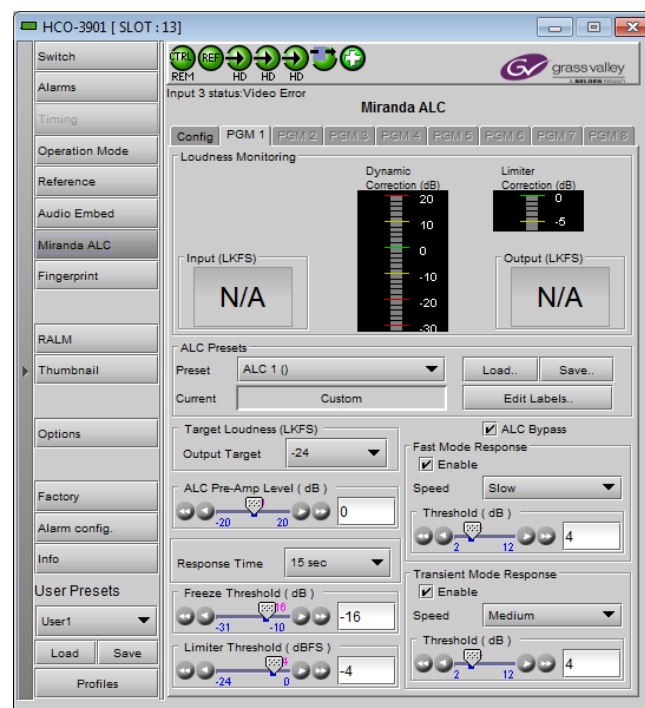 HCO-3901 [ SLOT : 13]
Switch
Alarms
Timing
Operation Mode
Reference
Audio Embed
Miranda ALC
Fingerprint
RALM
Thumbnail
Options
Factory
Alarm config.
Info
User Presets
User1
Load Save
Profiles
CTRL REF
REM HD HD HD
GV grass valley
A BELDEN BRAND
Input 3 status:Video Error
Miranda ALC
Config PGM 1 PGM 2 PGM 3 PGM 4 PGM 5 PGM 6 PGM 7 PGM 8
Loudness Monitoring
Dynamic
Correction (dB)
20
10
0
-10
-20
-30
Limiter
Correction (dB)
0
-5
Input (LKFS)
N/A
Output (LKFS)
N/A
ALC Presets
Preset ALC 1 () Load.. Save..
Current Custom Edit Labels..
Target Loudness (LKFS)
Output Target -24
ALC Pre-Amp Level ( dB )
-20 20 0
Response Time 15 sec
Freeze Threshold ( dB )
16
-31 -10 -16
Limiter Threshold ( dBFS )
4
-24 0 -4
ALC Bypass
Fast Mode Response
Enable
Speed Slow
Threshold ( dB )
2 12 4
Transient Mode Response
Enable
Speed Medium
Threshold ( dB )
2 12 4